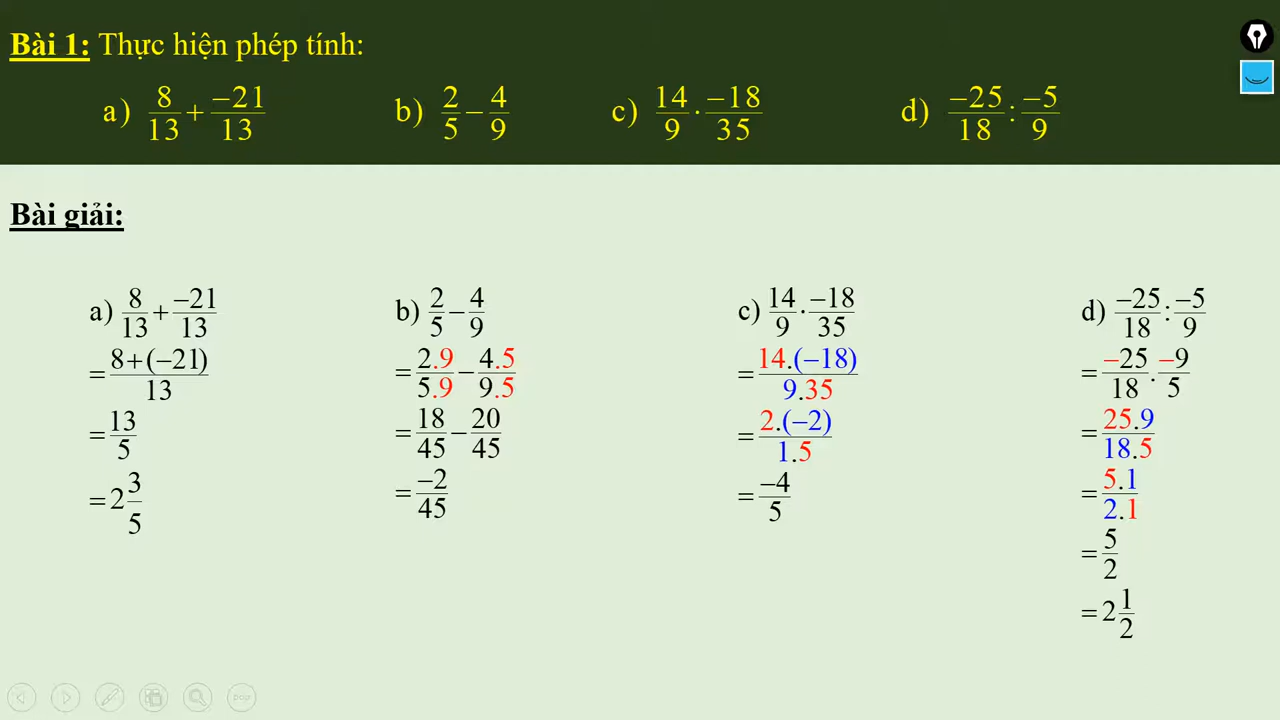 Bài 1: Thực hiện phép tính:
a) 8/13 + −21/13 b) 2/5 − 4/9 c) 14/9 · −18/35 d) −25/18 : −5/9
Bài giải:
a) 8/13 + −21/13
= 8+(−21)/13
= 13/5
= 2 3/5
b) 2/5 − 4/9
= 2.9/5.9 − 4.5/9.5
= 18/45 − 20/45
= −2/45
c) 14/9 · −18/35
= 14.(−18)/9.35
= 2.(−2)/1.5
= −4/5
d) −25/18 : −5/9
= −25/18 . −9/5
= 25.9/18.5
= 5.1/2.1
= 5/2
= 2 1/2